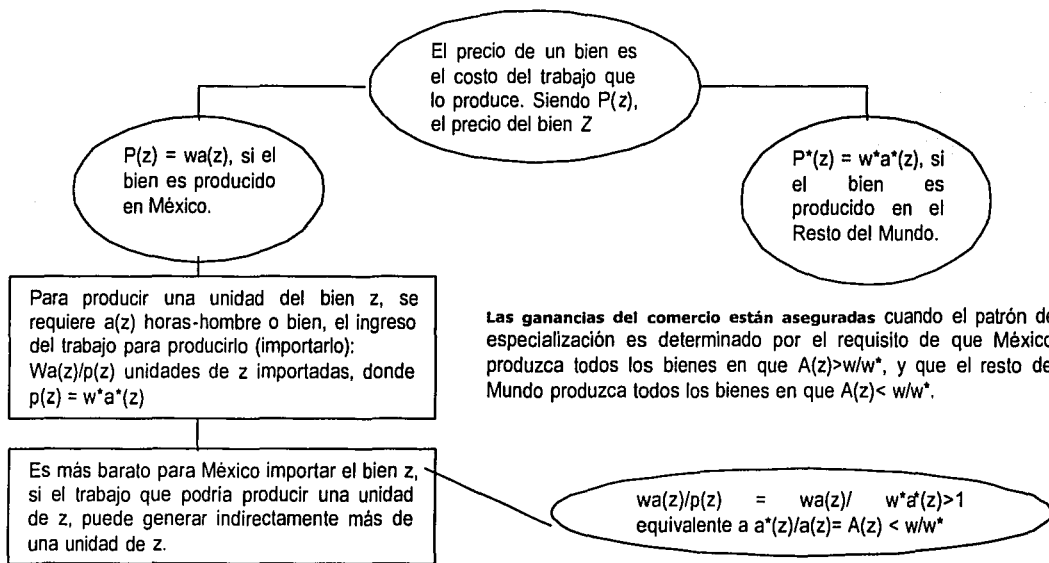 El precio de un bien es
el costo del trabajo que
lo produce. Siendo P(z),
el precio del bien Z
P(z) = wa(z), si el
bien es producido
en México.
P*(z) = w*a*(z), si
el bien es
producido en el
Resto del Mundo.
Para producir una unidad del bien z, se
requiere a(z) horas-hombre o bien, el ingreso
del trabajo para producirlo (importarlo):
Wa(z)/p(z) unidades de z importadas, donde
p(z) = w*a*(z)
Las ganancias del comercio están aseguradas cuando el patrón de
especialización es determinado por el requisito de que México
produzca todos los bienes en que A(z)>w/w*, y que el resto de
Mundo produzca todos los bienes en que A(z)< w/w*.
Es más barato para México importar el bien z,
si el trabajo que podría producir una unidad
de z, puede generar indirectamente más de
una unidad de z.
wa(z)/p(z) = wa(z)/ w*a*(z)>1
equivalente a a*(z)/a(z)= A(z) < w/w*